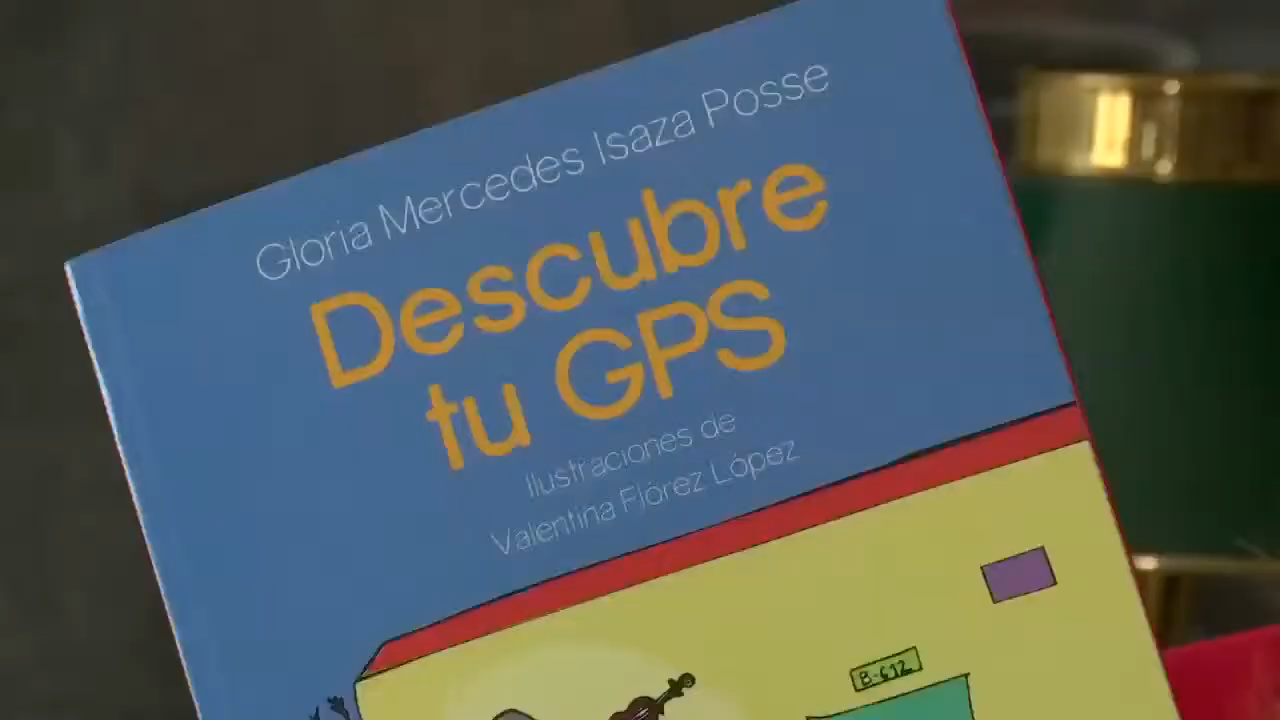 Gloria Mercedes Isaza Posse
Descubre
tu GPS
Ilustraciones de
Valentina Flórez López
B-612